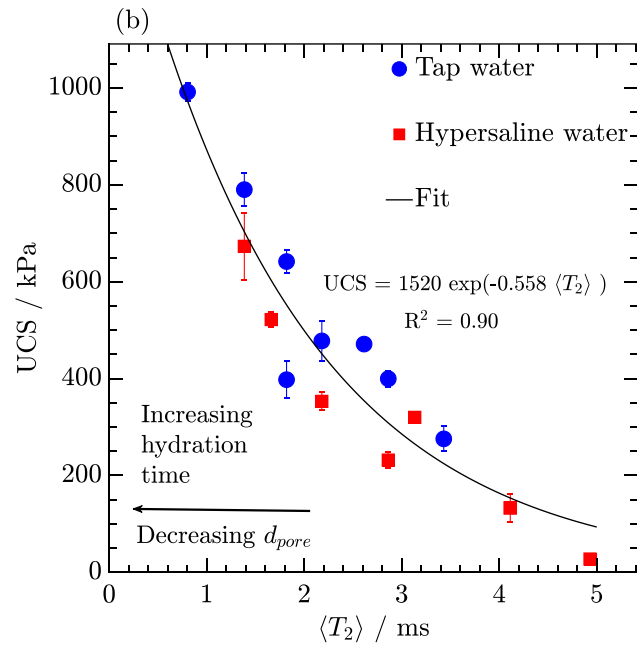 (b)
1000
800
600
400
200
0
UCS / kPa
Tap water
Hypersaline water
Fit
UCS = 1520 exp(-0.558 ⟨T₂⟩ )
R² = 0.90
Increasing
hydration
time
Decreasing dₚₒᵣₑ
0 1 2 3 4 5
⟨T₂⟩ / ms